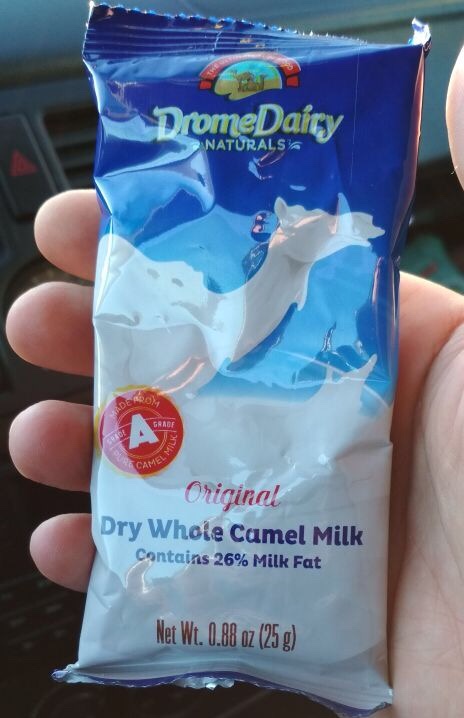 DromeDairy
NATURALS
MADE FROM
GRADE A GRADE
PURE CAMEL MILK
Original
Dry Whole Camel Milk
Contains 26% Milk Fat
Net Wt. 0.88 oz (25 g)